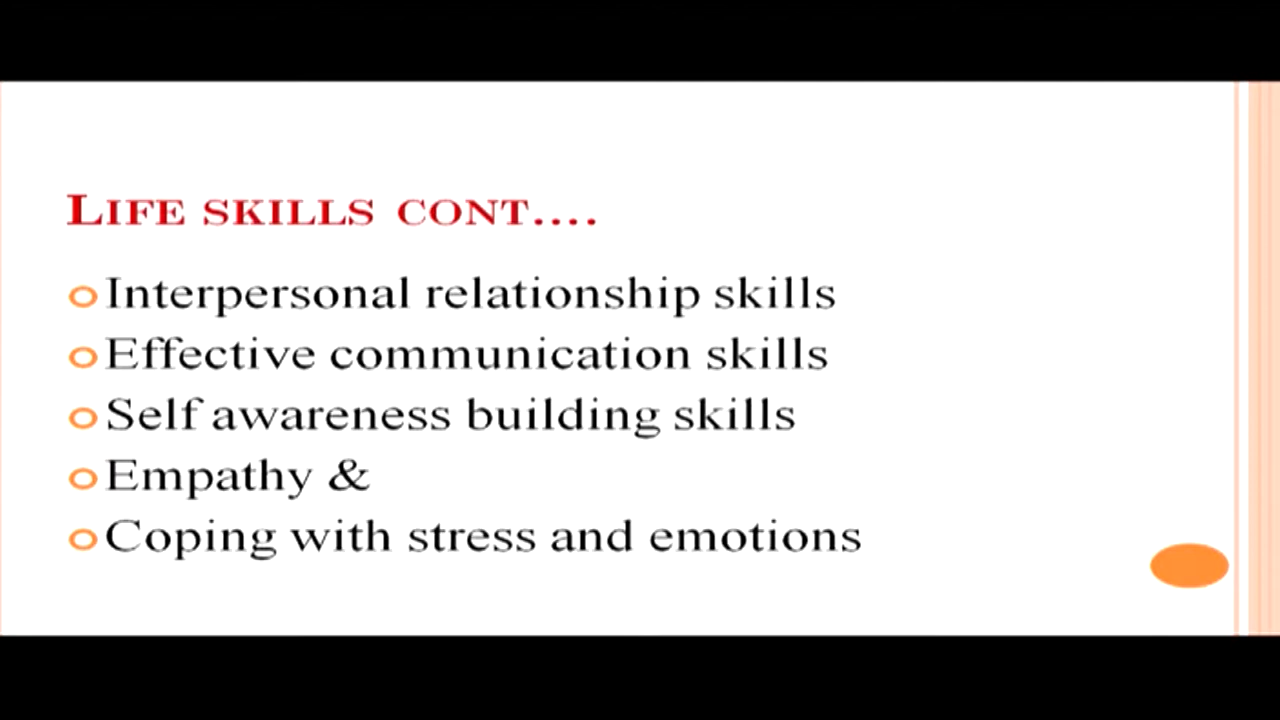 LIFE SKILLS CONT....
Interpersonal relationship skills
Effective communication skills
Self awareness building skills
Empathy &
Coping with stress and emotions